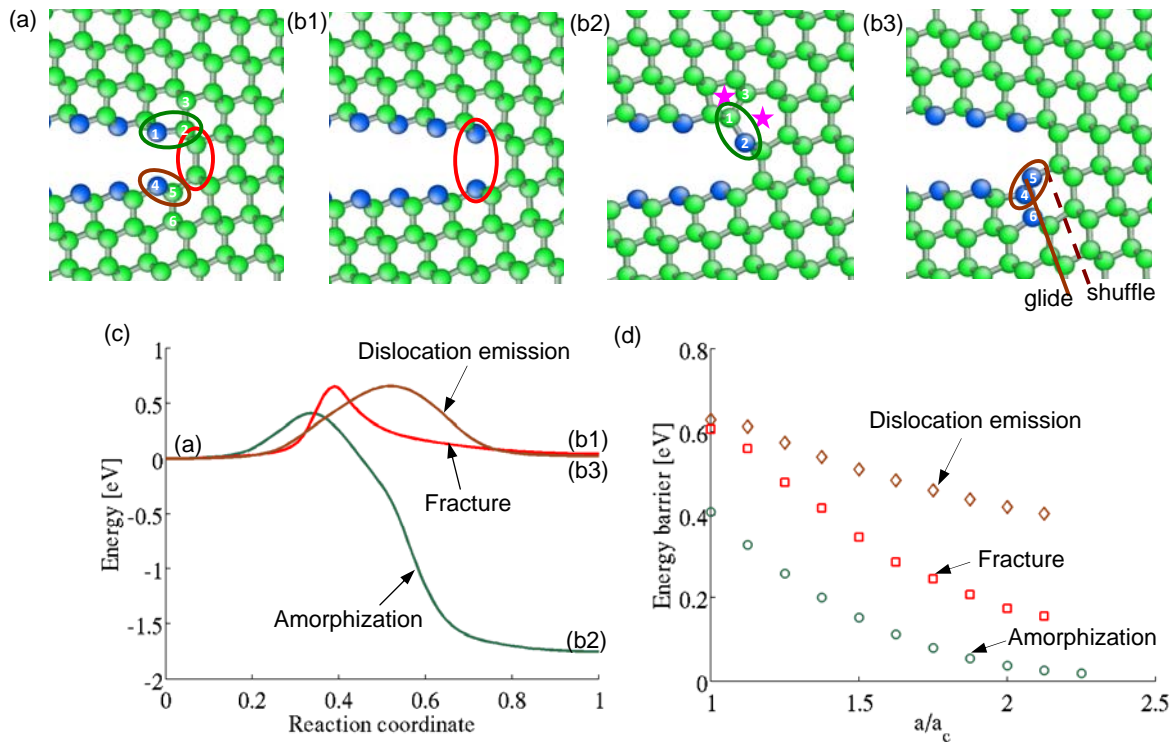 (a)
(b1)
(b2)
(b3)
3
1
4
5
6
3
1
2
5
4
6
glide
shuffle
(c)
1
0.5
0
-0.5
-1
-1.5
-2
Energy [eV]
0
0.2
0.4
0.6
0.8
1
Reaction coordinate
Dislocation emission
(a)
(b1)
(b3)
Fracture
Amorphization
(b2)
(d)
0.8
0.6
0.4
0.2
0
Energy barrier [eV]
1
1.5
2
2.5
a/a_c
Dislocation emission
Fracture
Amorphization